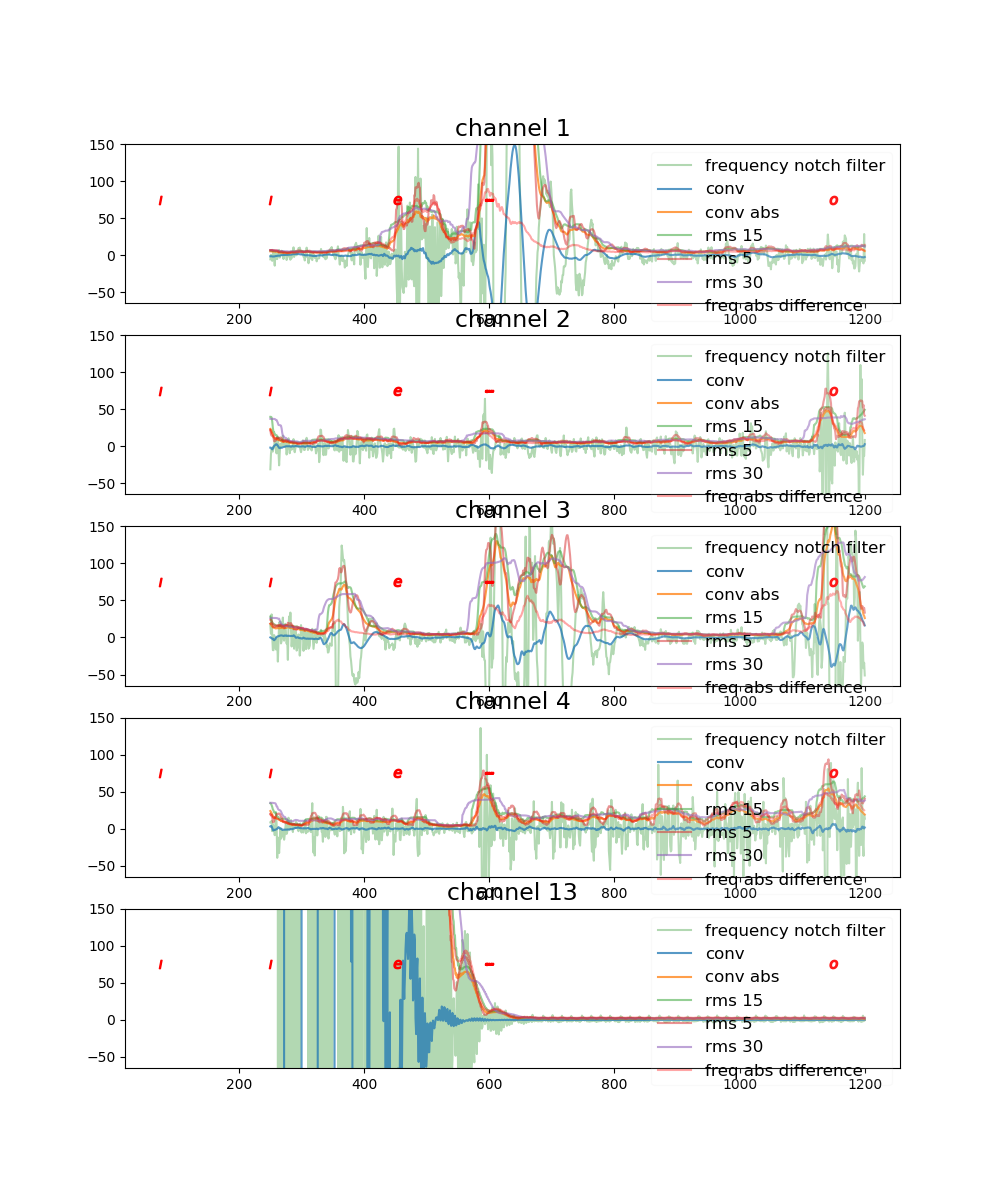 channel 1
150
100
50
0
−50
I I e - o
frequency notch filter
conv
conv abs
rms 15
rms 5
rms 30
freq abs difference
200 400 600 800 1000 1200
channel 2
150
100
50
0
−50
I I e - o
frequency notch filter
conv
conv abs
rms 15
rms 5
rms 30
freq abs difference
200 400 600 800 1000 1200
channel 3
150
100
50
0
−50
I I e - o
frequency notch filter
conv
conv abs
rms 15
rms 5
rms 30
freq abs difference
200 400 600 800 1000 1200
channel 4
150
100
50
0
−50
I I e - o
frequency notch filter
conv
conv abs
rms 15
rms 5
rms 30
freq abs difference
200 400 600 800 1000 1200
channel 13
150
100
50
0
−50
I I e - o
frequency notch filter
conv
conv abs
rms 15
rms 5
rms 30
freq abs difference
200 400 600 800 1000 1200